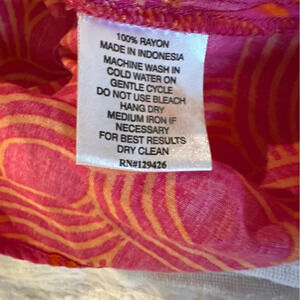 100% RAYON
MADE IN INDONESIA
MACHINE WASH IN
COLD WATER ON
GENTLE CYCLE
DO NOT USE BLEACH
HANG DRY
MEDIUM IRON IF
NECESSARY
FOR BEST RESULTS
DRY CLEAN
RN#129426